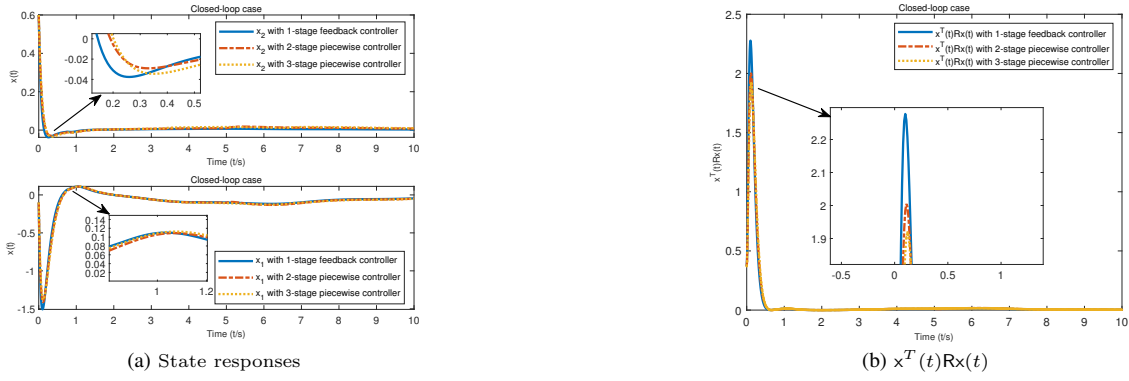 Closed-loop case
0.6
0.4
0.2
0
x(t)
x₂ with 1-stage feedback controller
x₂ with 2-stage piecewise controller
x₂ with 3-stage piecewise controller
0
-0.02
-0.04
0.2 0.3 0.4 0.5
0 1 2 3 4 5 6 7 8 9 10
Time (t/s)
Closed-loop case
0
-0.5
-1
-1.5
x(t)
0.14
0.12
0.1
0.08
0.06
0.04
0.02
1 1.2
x₁ with 1-stage feedback controller
x₁ with 2-stage piecewise controller
x₁ with 3-stage piecewise controller
0 1 2 3 4 5 6 7 8 9 10
Time (t/s)
(a) State responses
Closed-loop case
2.5
2
1.5
1
0.5
0
xᵀ(t)Rx(t)
xᵀ(t)Rx(t) with 1-stage feedback controller
xᵀ(t)Rx(t) with 2-stage piecewise controller
xᵀ(t)Rx(t) with 3-stage piecewise controller
2.2
2.1
2
1.9
-0.5 0 0.5 1
0 1 2 3 4 5 6 7 8 9 10
Time (t/s)
(b) xᵀ(t)Rx(t)